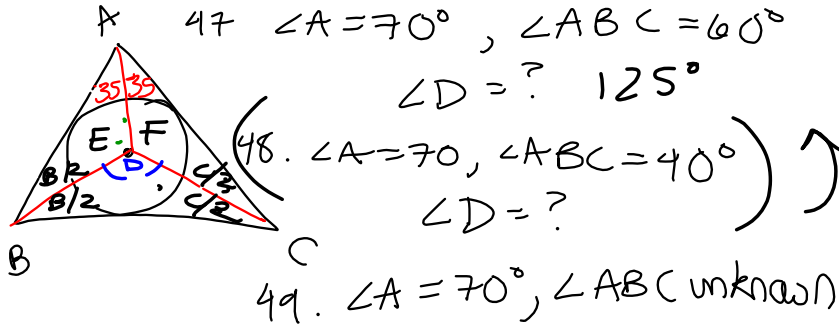 A
47 ∠A=70°, ∠ABC=60°
35 35
∠D=? 125°
E F
48. ∠A=70, ∠ABC=40°
D
B/2 C/2
B/2 C/2
∠D=?
B
C
49. ∠A=70°, ∠ABC unknown